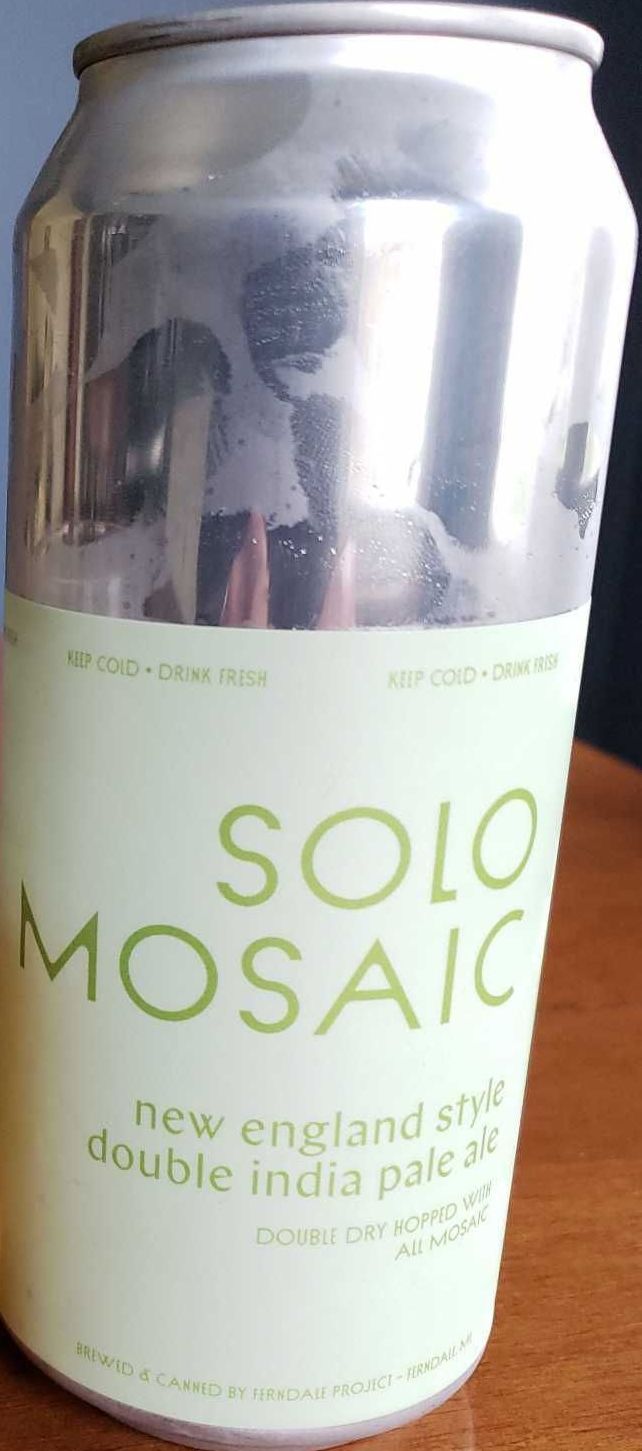 KEEP COLD • DRINK FRESH KEEP COLD • DRINK FRESH
SOLO
MOSAIC
new england style
double india pale ale
DOUBLE DRY HOPPED WITH
ALL MOSAIC
BREWED & CANNED BY FERNDALE PROJECT - FERNDALE, MI